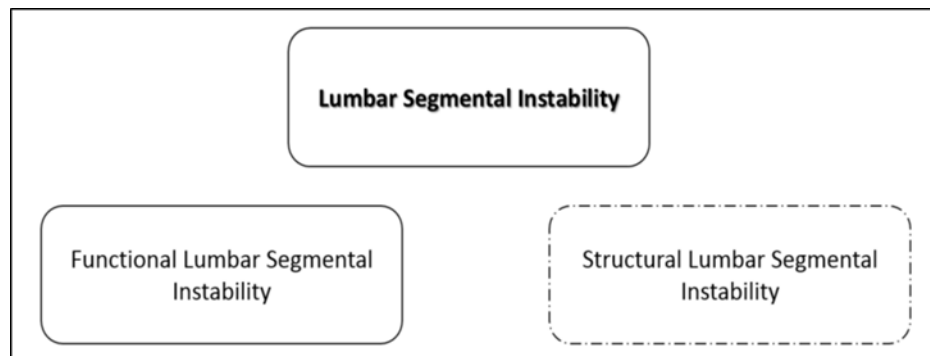 Lumbar Segmental Instability
Functional Lumbar Segmental
Instability
Structural Lumbar Segmental
Instability